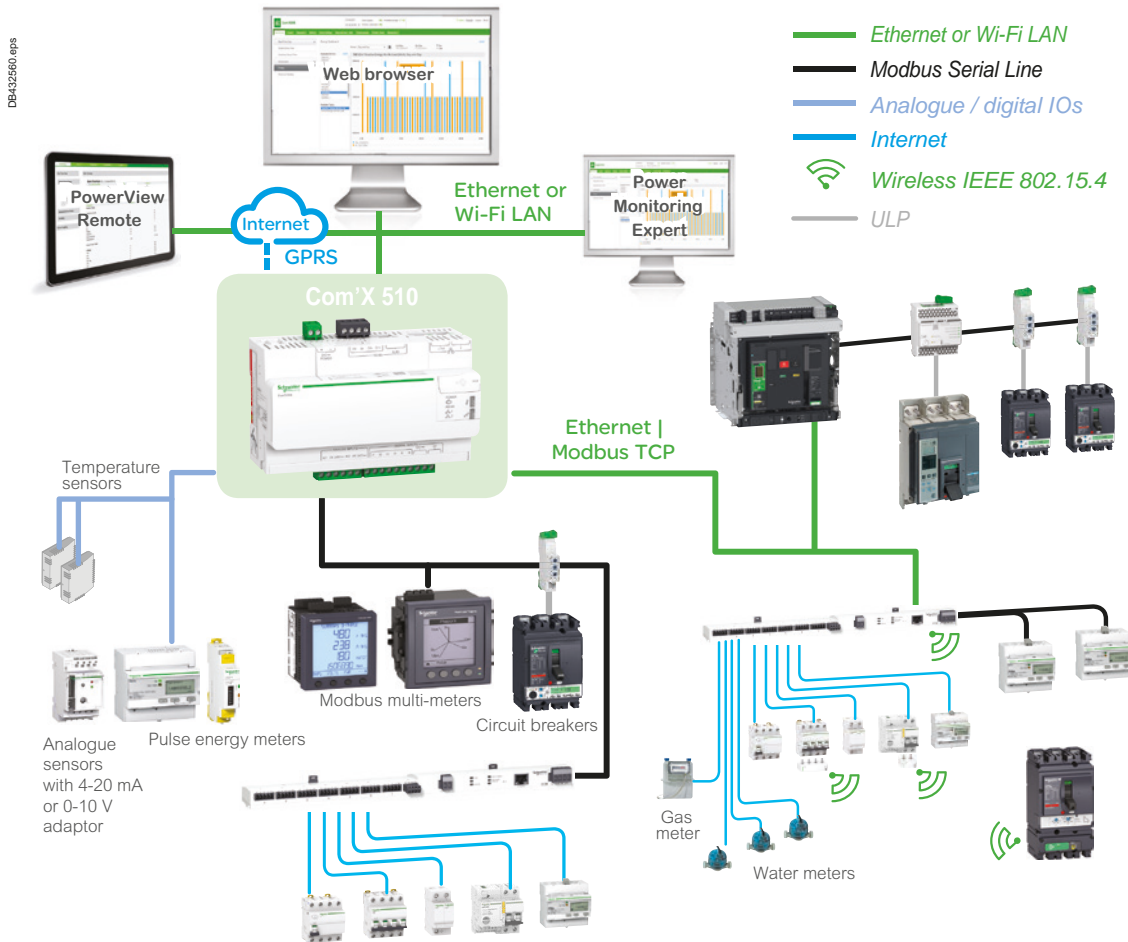 DB432560.eps
Web browser
PowerView
Remote
Internet
GPRS
Ethernet or
Wi-Fi LAN
Power
Monitoring
Expert
Ethernet or Wi-Fi LAN
Modbus Serial Line
Analogue / digital IOs
Internet
Wireless IEEE 802.15.4
ULP
Com'X 510
Schneider
Ethernet |
Modbus TCP
Temperature
sensors
Modbus multi-meters
Circuit breakers
Pulse energy meters
Analogue
sensors
with 4-20 mA
or 0-10 V
adaptor
Gas
meter
Water meters